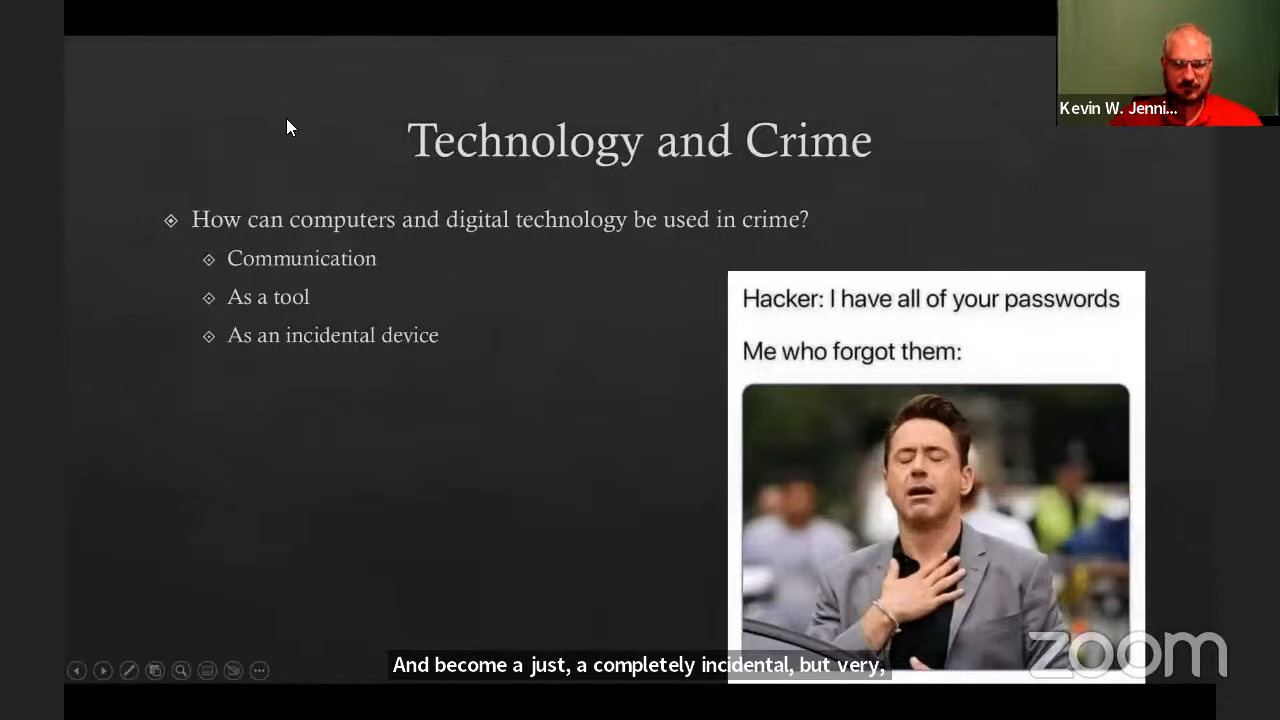 Kevin W. Jenni...
Technology and Crime
How can computers and digital technology be used in crime?
Communication
As a tool
As an incidental device
Hacker: I have all of your passwords
Me who forgot them:
And become a just, a completely incidental, but very,
zoom